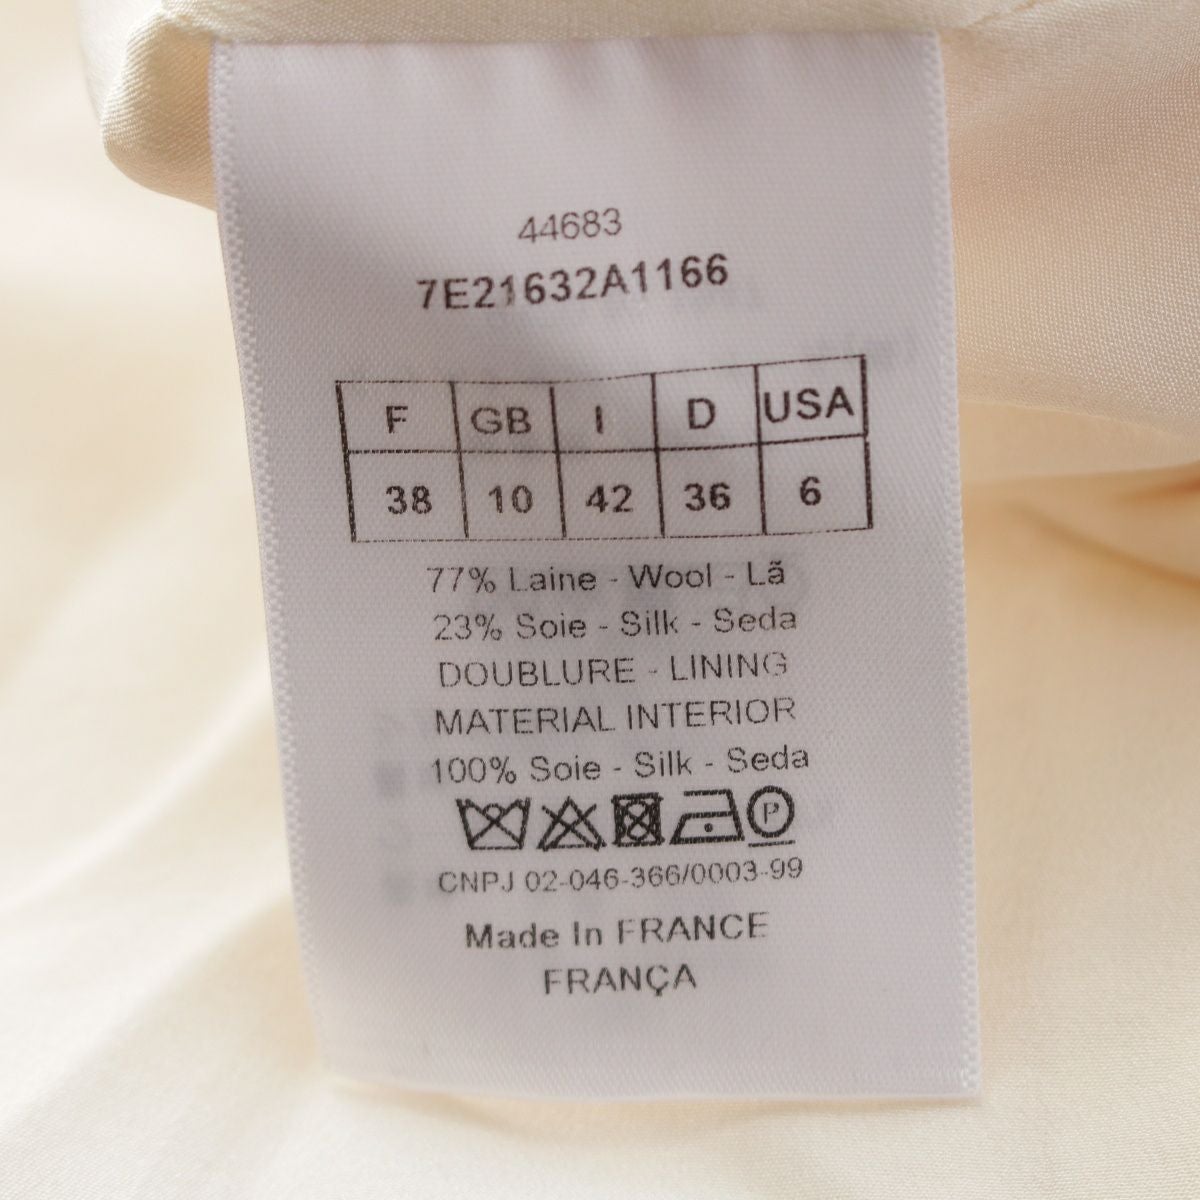 44683
7E21632A1166
F GB I D USA
38 10 42 36 6
77% Laine - Wool - Lã
23% Soie - Silk - Seda
DOUBLURE - LINING
MATERIAL INTERIOR
100% Soie - Silk - Seda
P
CNPJ 02-046-366/0003-99
Made In FRANCE
FRANÇA